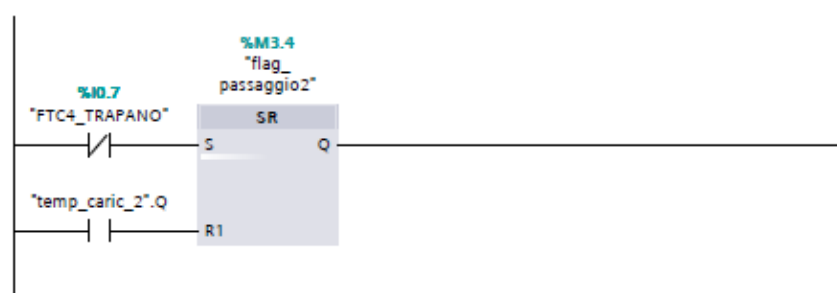 %M3.4
"flag_
passaggio2"
%I0.7
"FTC4_TRAPANO"
SR
S Q
"temp_caric_2".Q
R1